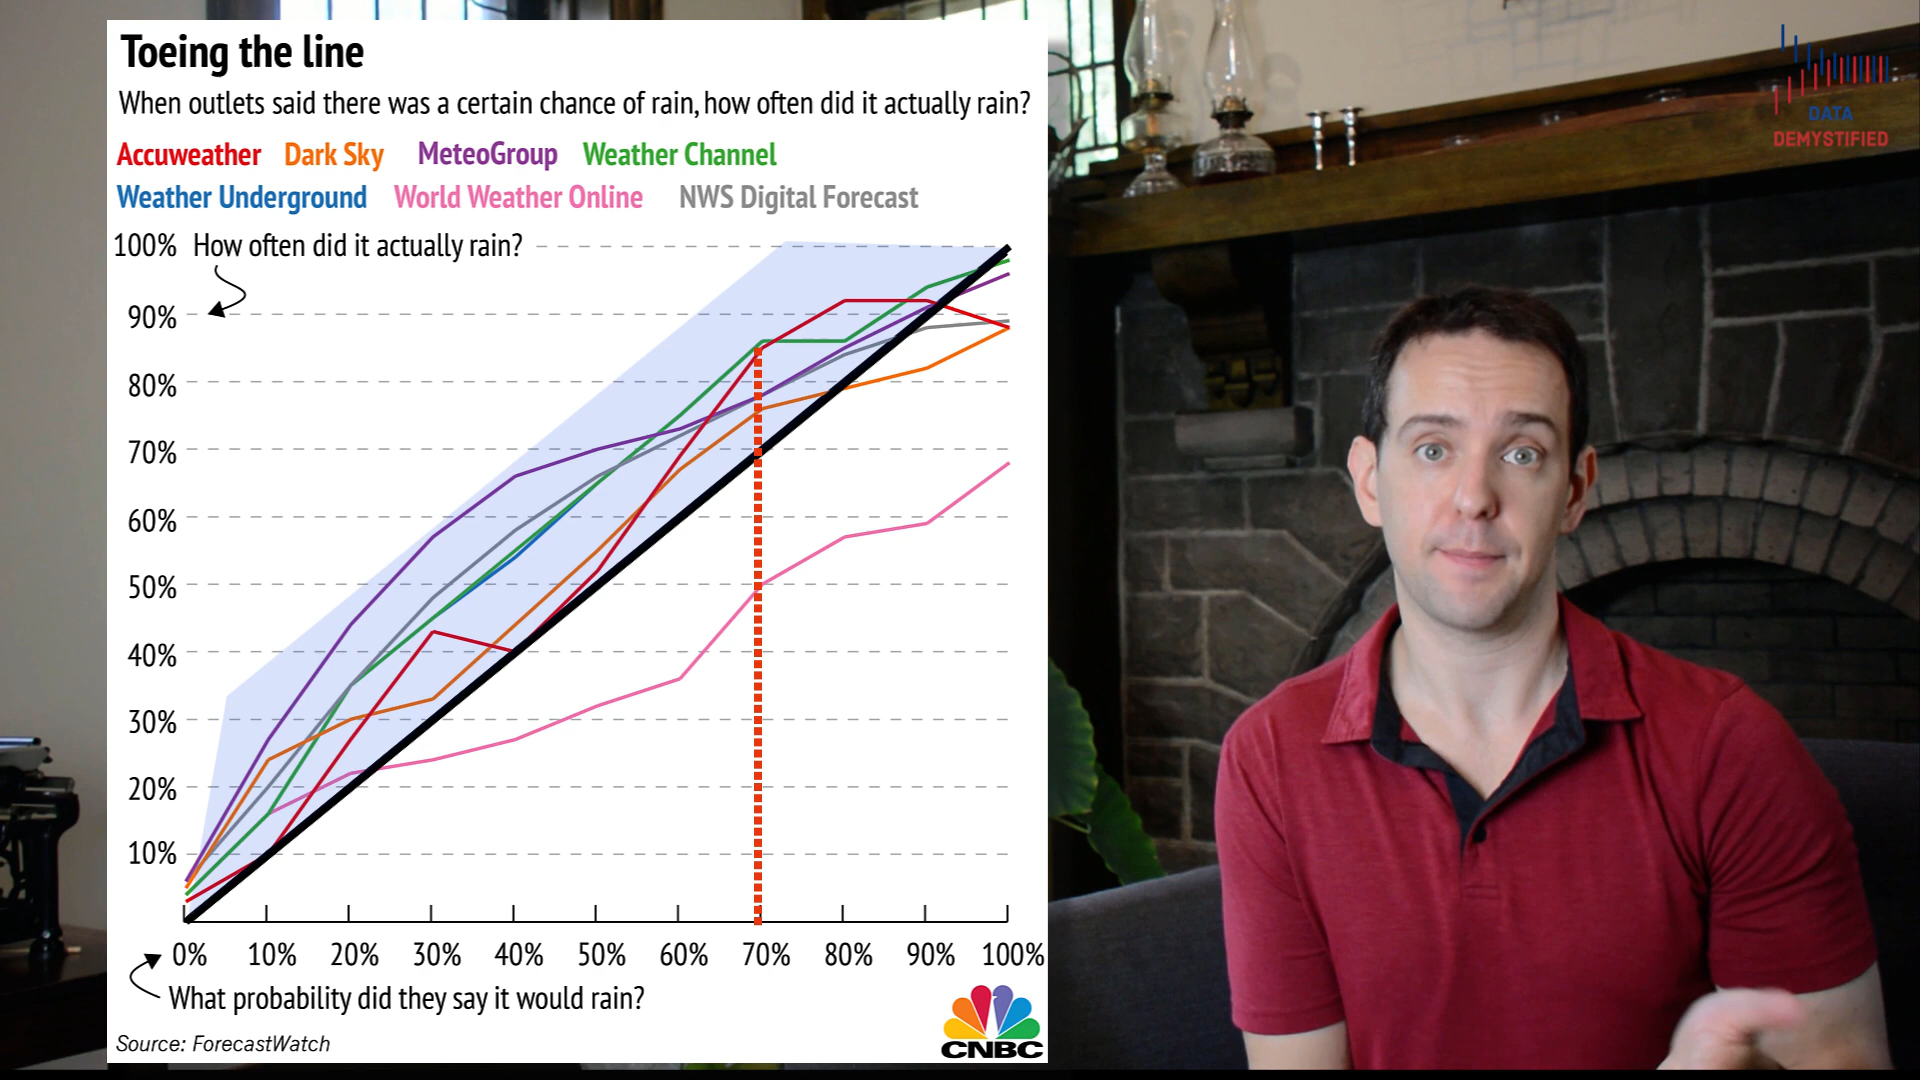 Toeing the line
When outlets said there was a certain chance of rain, how often did it actually rain?
Accuweather Dark Sky MeteoGroup Weather Channel
Weather Underground World Weather Online NWS Digital Forecast
100% How often did it actually rain?
90%
80%
70%
60%
50%
40%
30%
20%
10%
0% 10% 20% 30% 40% 50% 60% 70% 80% 90% 100%
What probability did they say it would rain?
Source: ForecastWatch
CNBC
DATA
DEMYSTIFIED